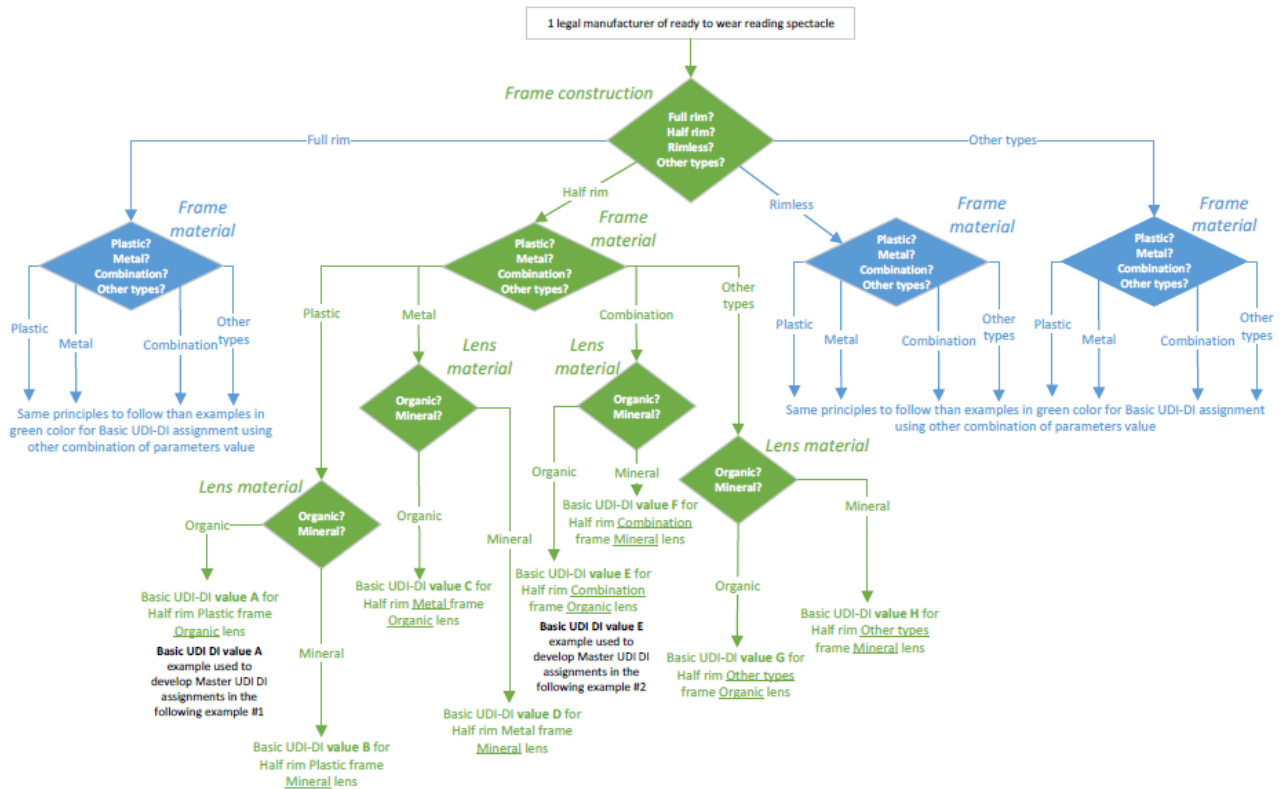 1 legal manufacturer of ready to wear reading spectacle
Frame construction
Full rim?
Half rim?
Rimless?
Other types?
Full rim
Half rim
Rimless
Other types
Frame
material
Plastic?
Metal?
Combination?
Other types?
Plastic
Metal
Combination
Other
types
Same principles to follow than examples in
green color for Basic UDI-DI assignment using
other combination of parameters value
Frame
material
Plastic?
Metal?
Combination?
Other types?
Plastic
Metal
Combination
Other
types
Frame
material
Plastic?
Metal?
Combination?
Other types?
Plastic
Metal
Combination
Other
types
Frame
material
Plastic?
Metal?
Combination?
Other types?
Plastic
Metal
Combination
Other
types
Same principles to follow than examples in green color for Basic UDI-DI assignment
using other combination of parameters value
Lens material
Organic?
Mineral?
Organic
Mineral
Basic UDI-DI value A for
Half rim Plastic frame
Organic lens
Basic UDI DI value A
example used to
develop Master UDI DI
assignments in the
following example #1
Basic UDI-DI value B for
Half rim Plastic frame
Mineral lens
Lens
material
Organic?
Mineral?
Organic
Mineral
Basic UDI-DI value C for
Half rim Metal frame
Organic lens
Basic UDI-DI value D for
Half rim Metal frame
Mineral lens
Lens
material
Organic?
Mineral?
Organic
Mineral
Basic UDI-DI value F for
Half rim Combination
frame Mineral lens
Basic UDI-DI value E for
Half rim Combination
frame Organic lens
Basic UDI DI value E
example used to
develop Master UDI DI
assignments in the
following example #2
Lens material
Organic?
Mineral?
Organic
Mineral
Basic UDI-DI value G for
Half rim Other types
frame Organic lens
Basic UDI-DI value H for
Half rim Other types
frame Mineral lens